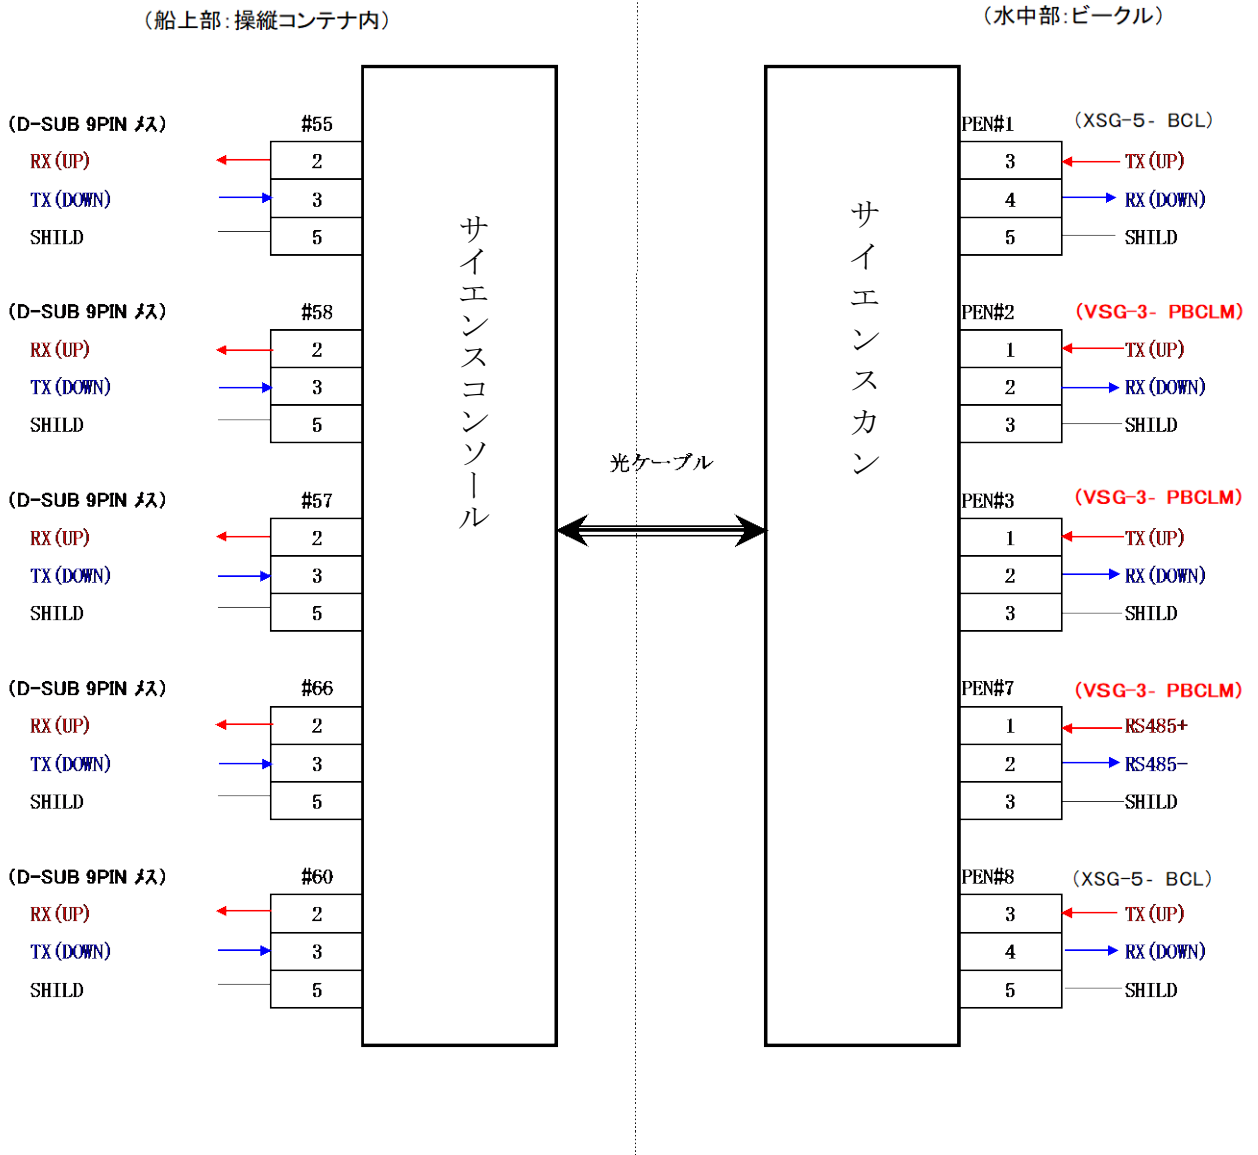 （船上部：操縦コンテナ内）
（水中部：ビークル）
(D-SUB 9PIN ﾒｽ)
#55
RX(UP)
2
TX(DOWN)
3
SHILD
5
(D-SUB 9PIN ﾒｽ)
#58
RX(UP)
2
TX(DOWN)
3
SHILD
5
(D-SUB 9PIN ﾒｽ)
#57
RX(UP)
2
TX(DOWN)
3
SHILD
5
(D-SUB 9PIN ﾒｽ)
#66
RX(UP)
2
TX(DOWN)
3
SHILD
5
(D-SUB 9PIN ﾒｽ)
#60
RX(UP)
2
TX(DOWN)
3
SHILD
5
サイエンスコンソール
光ケーブル
サイエンスカン
PEN#1
(XSG-5- BCL)
3
TX(UP)
4
RX(DOWN)
5
SHILD
PEN#2
(VSG-3- PBCLM)
1
TX(UP)
2
RX(DOWN)
3
SHILD
PEN#3
(VSG-3- PBCLM)
1
TX(UP)
2
RX(DOWN)
3
SHILD
PEN#7
(VSG-3- PBCLM)
1
RS485+
2
RS485-
3
SHILD
PEN#8
(XSG-5- BCL)
3
TX(UP)
4
RX(DOWN)
5
SHILD